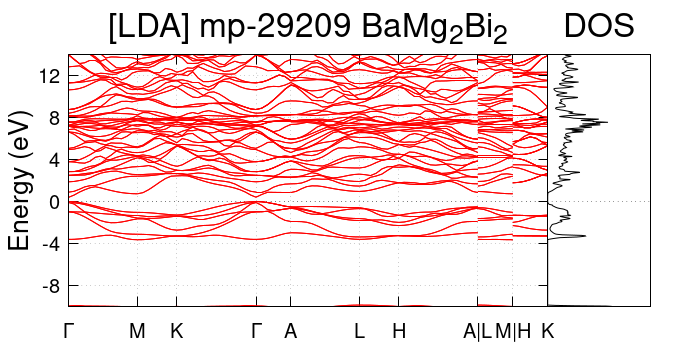 [LDA] mp-29209 BaMg2Bi2 DOS
Energy (eV)
12
8
4
0
-4
-8
Γ M K Γ A L H A|L M|H K